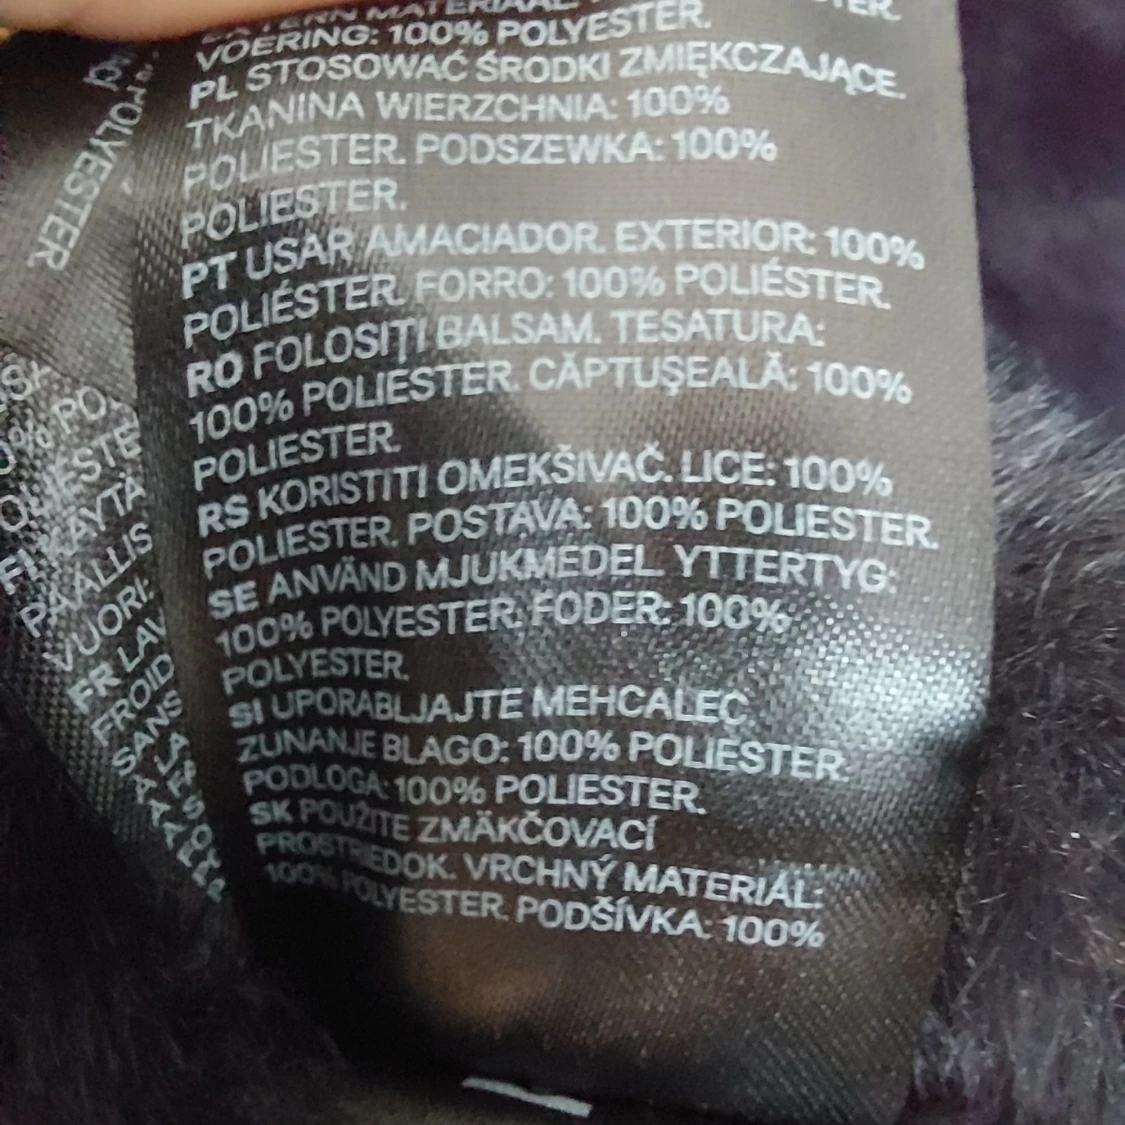 VOERING: 100% POLYESTER.
PL STOSOWAĆ ŚRODKI ZMIĘKCZAJĄCE.
TKANINA WIERZCHNIA: 100%
POLIESTER. PODSZEWKA: 100%
POLIESTER.
PT USAR AMACIADOR. EXTERIOR: 100%
POLIÉSTER. FORRO: 100% POLIÉSTER.
RO FOLOSIȚI BALSAM. TESATURA:
100% POLIESTER. CĂPTUŞEALĂ: 100%
POLIESTER.
RS KORISTITI OMEKŠIVAČ. LICE: 100%
POLIESTER. POSTAVA: 100% POLIESTER.
SE ANVÄND MJUKMEDEL. YTTERTYG:
100% POLYESTER. FODER: 100%
POLYESTER.
SI UPORABLJAJTE MEHCALEC.
ZUNANJE BLAGO: 100% POLIESTER.
PODLOGA: 100% POLIESTER.
SK POUŽITE ZMÄKČOVACÍ
PROSTRIEDOK. VRCHNÝ MATERIÁL:
100% POLYESTER. PODŠÍVKA: 100%
POLYESTER
VUORI:
FR LAV